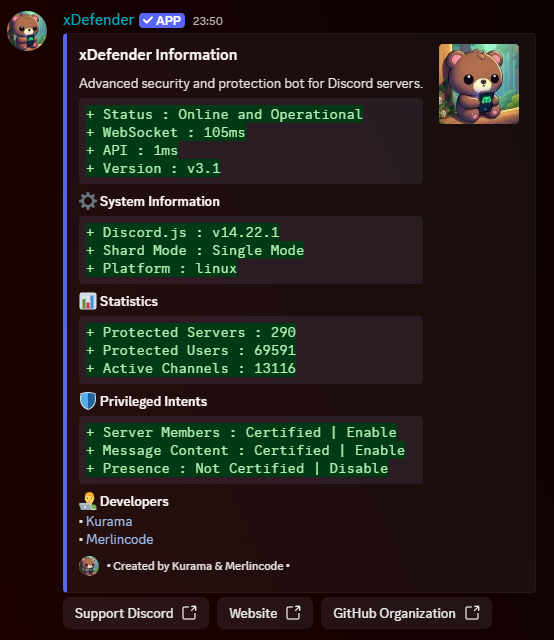 xDefender ✓ APP 23:50
xDefender Information
Advanced security and protection bot for Discord servers.
+ Status : Online and Operational
+ WebSocket : 105ms
+ API : 1ms
+ Version : v3.1
System Information
+ Discord.js : v14.22.1
+ Shard Mode : Single Mode
+ Platform : linux
Statistics
+ Protected Servers : 290
+ Protected Users : 69591
+ Active Channels : 13116
Privileged Intents
+ Server Members : Certified | Enable
+ Message Content : Certified | Enable
+ Presence : Not Certified | Disable
Developers
• Kurama
• Merlincode
• Created by Kurama & Merlincode •
Support Discord Website GitHub Organization